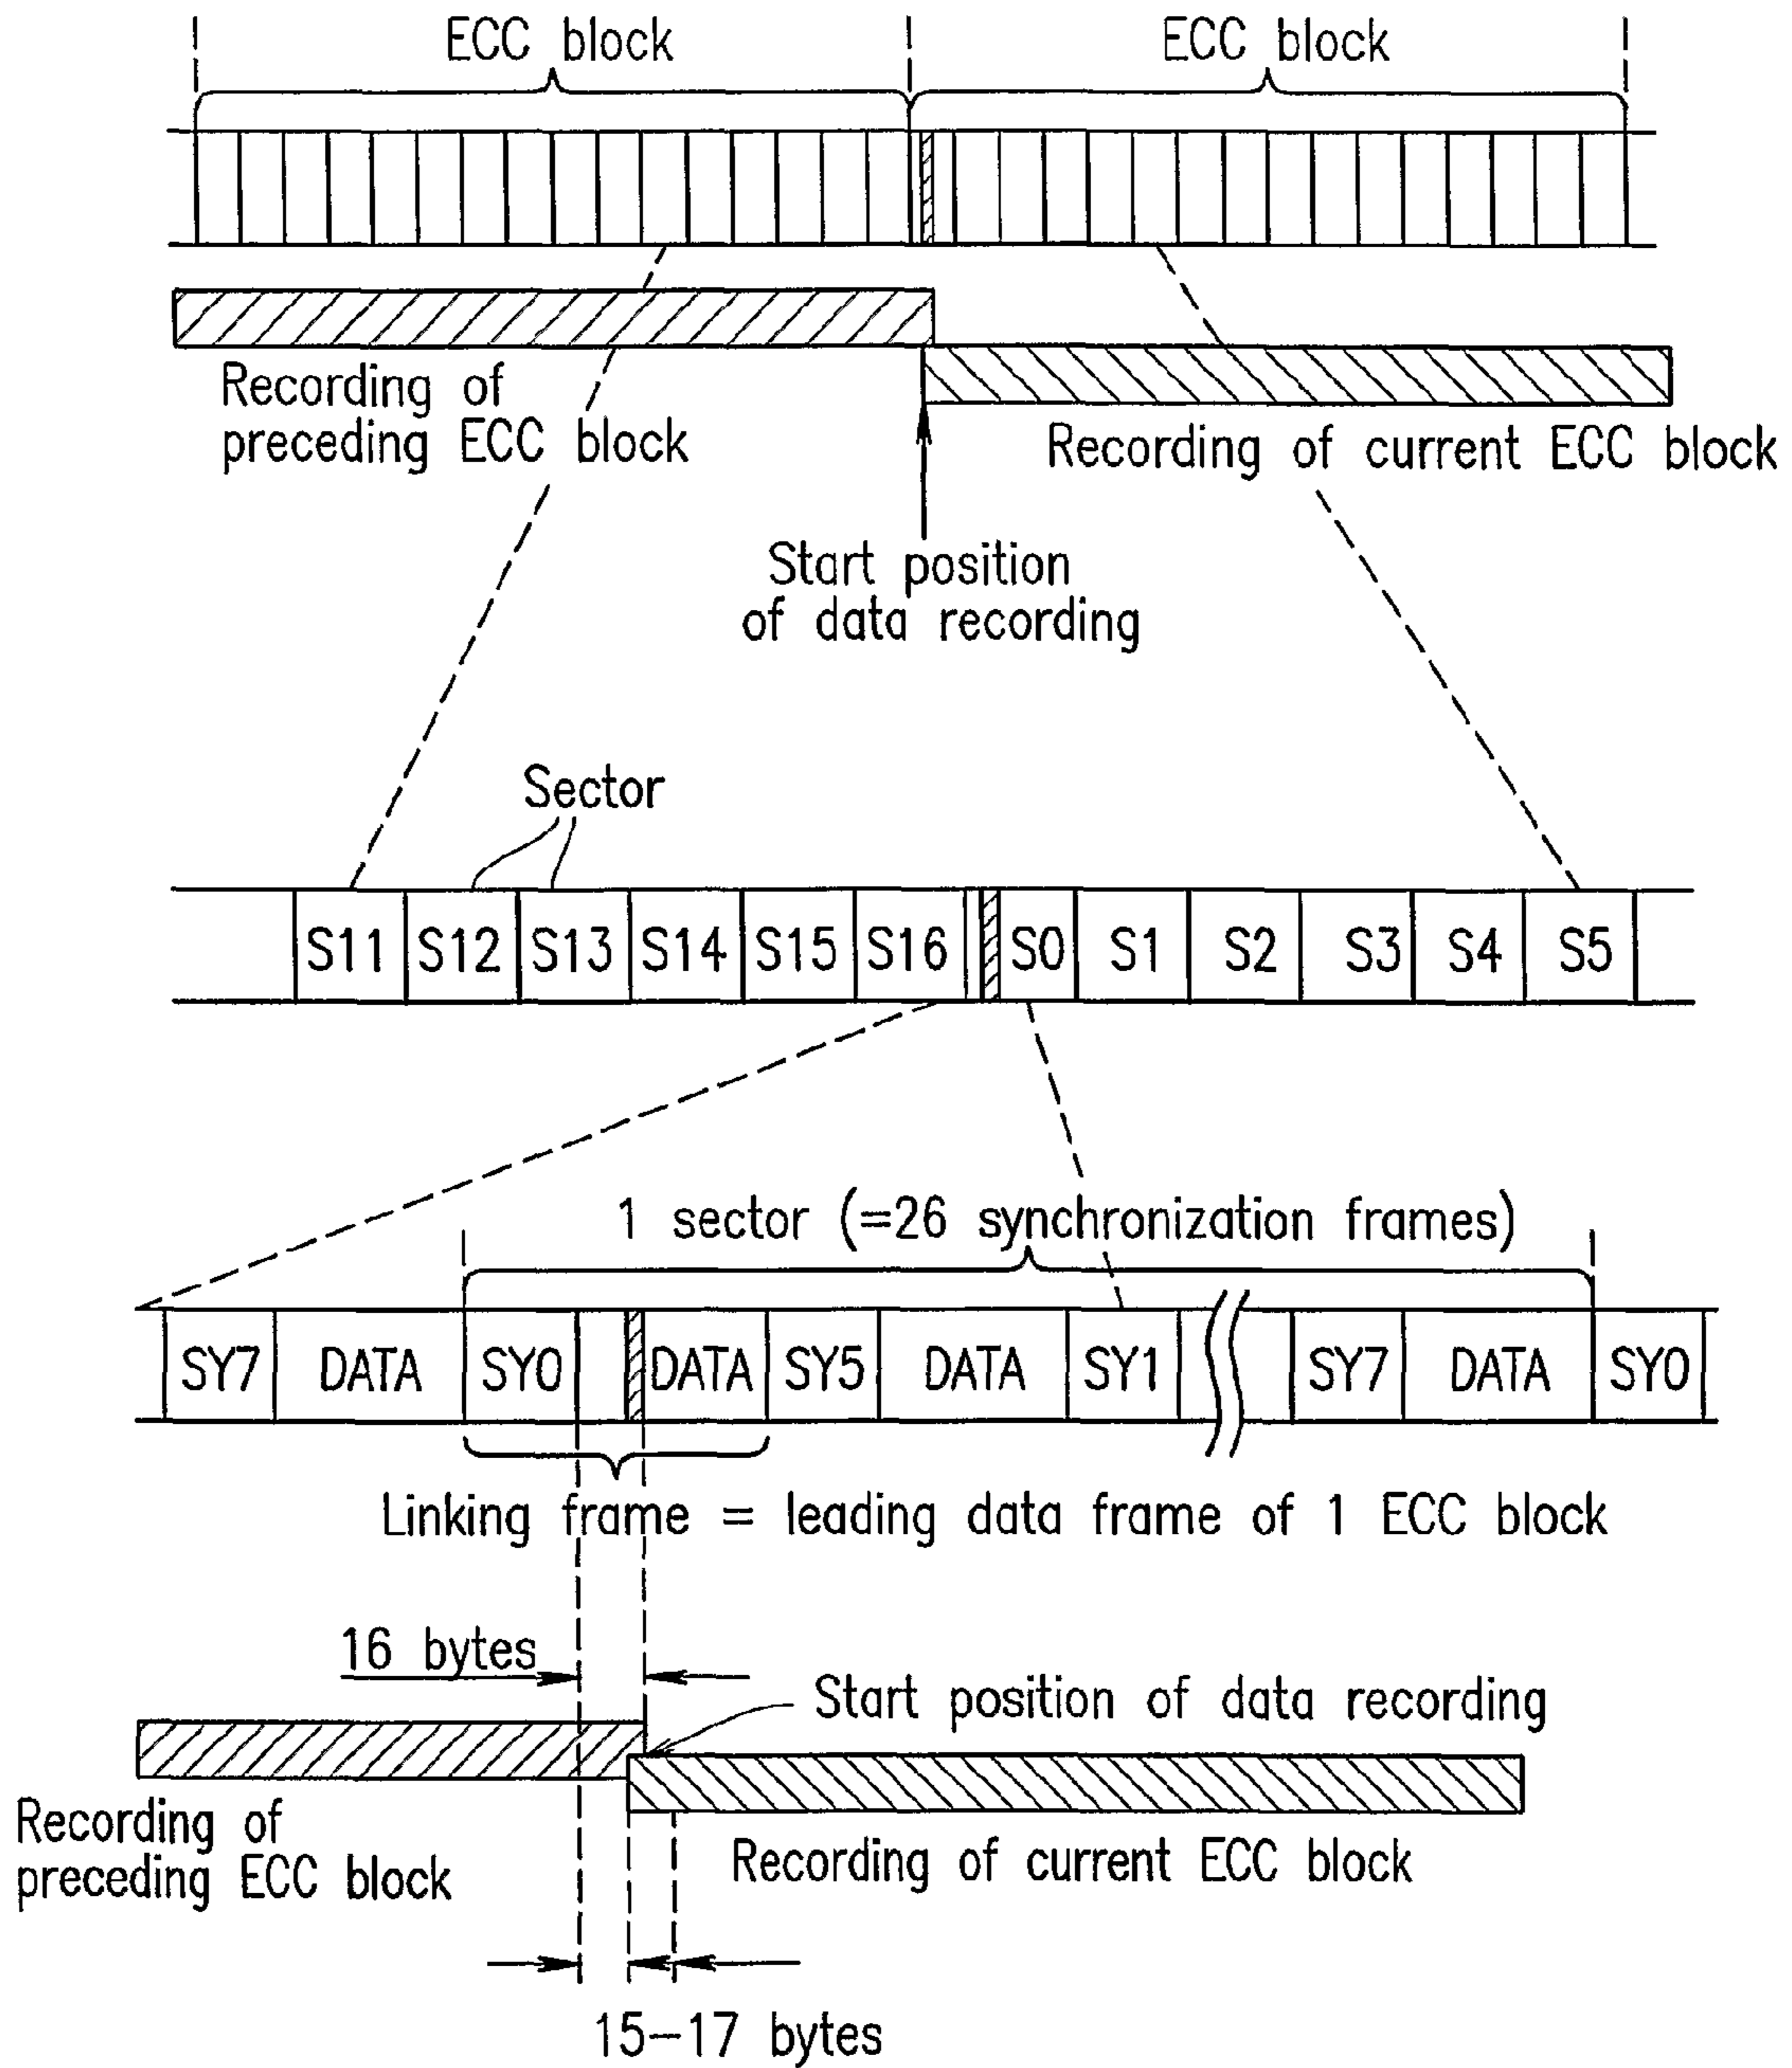 ECC block ECC block
Recording of
preceding ECC block
Recording of current ECC block
Start position
of data recording
Sector
S11 S12 S13 S14 S15 S16 S0 S1 S2 S3 S4 S5
1 sector (=26 synchronization frames)
SY7 DATA SY0 DATA SY5 DATA SY1 SY7 DATA SY0
Linking frame = leading data frame of 1 ECC block
16 bytes
Start position of data recording
Recording of
preceding ECC block
Recording of current ECC block
15-17 bytes